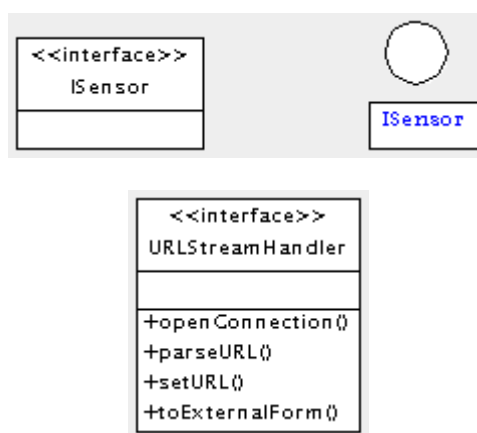 <<interface>>
ISensor
ISensor
<<interface>>
URLStreamHandler
+openConnection()
+parseURL()
+setURL()
+toExternalForm()